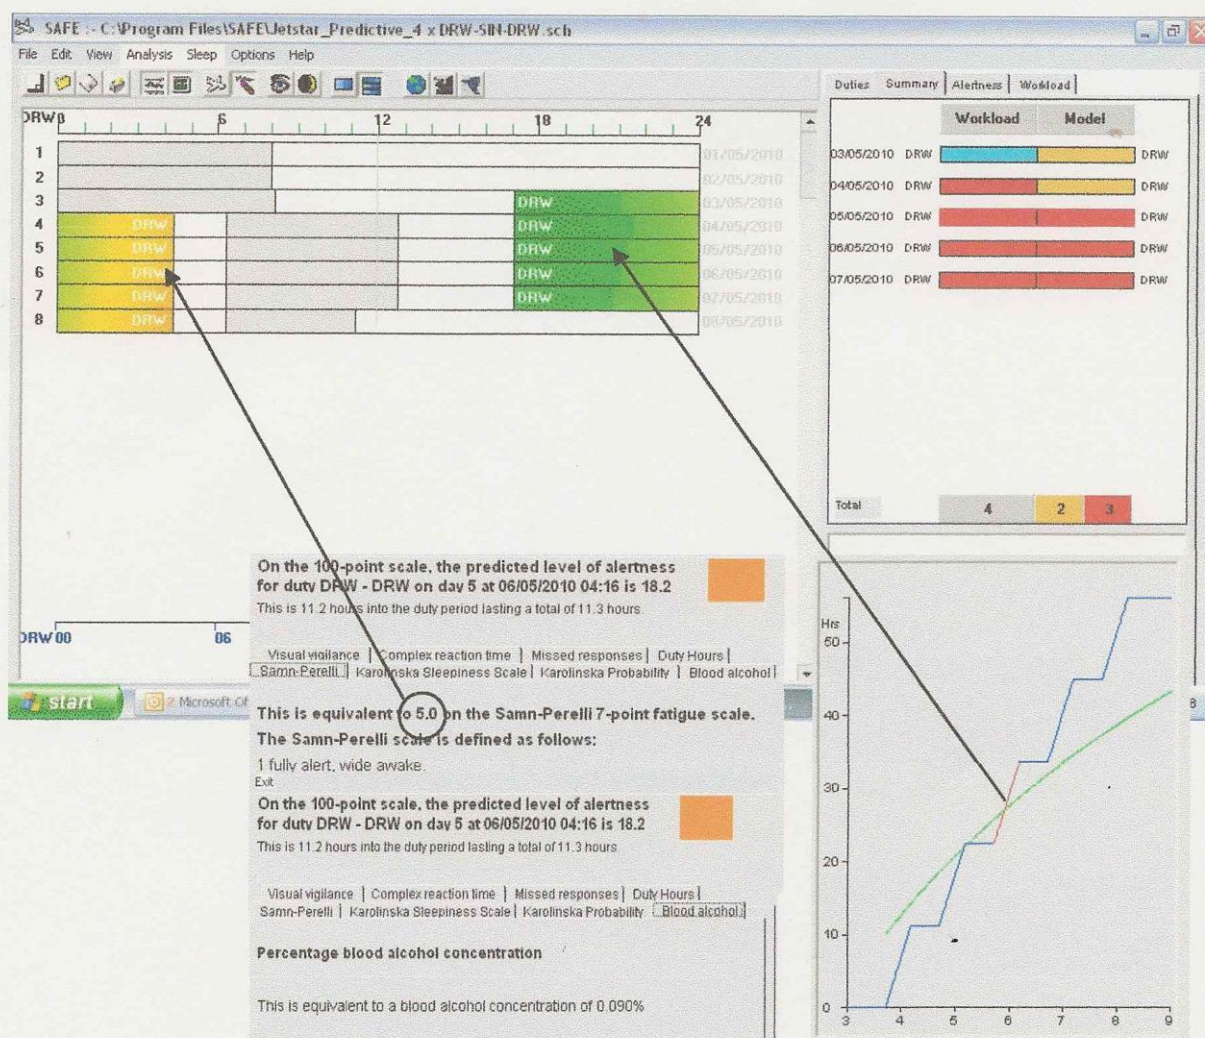 SAFE :- C:\Program Files\SAFE\Jetstar_Predictive_4 x DRW-SIN-DRW.sch
File Edit View Analysis Sleep Options Help
DRW 0 6 12 18 24
1 01/05/2010
2 02/05/2010
3 DRW 03/05/2010
4 DRW DRW 04/05/2010
5 DRW DRW 05/05/2010
6 DRW DRW 06/05/2010
7 DRW DRW 07/05/2010
8 DRW 08/05/2010
DRW 00 06
Duties Summary Alertness Workload
Workload Model
03/05/2010 DRW DRW
04/05/2010 DRW DRW
05/05/2010 DRW DRW
06/05/2010 DRW DRW
07/05/2010 DRW DRW
Total 4 2 3
On the 100-point scale, the predicted level of alertness
for duty DRW - DRW on day 5 at 06/05/2010 04:16 is 18.2
This is 11.2 hours into the duty period lasting a total of 11.3 hours
Visual vigilance | Complex reaction time | Missed responses | Duty Hours |
Samn-Perelli | Karolinska Sleepiness Scale | Karolinska Probability | Blood alcohol |
start 2 Microsoft Of
8
This is equivalent to 5.0 on the Samn-Perelli 7-point fatigue scale.
The Samn-Perelli scale is defined as follows:
1 fully alert, wide awake.
Exit
On the 100-point scale, the predicted level of alertness
for duty DRW - DRW on day 5 at 06/05/2010 04:16 is 18.2
This is 11.2 hours into the duty period lasting a total of 11.3 hours
Visual vigilance | Complex reaction time | Missed responses | Duty Hours |
Samn-Perelli | Karolinska Sleepiness Scale | Karolinska Probability | Blood alcohol |
Percentage blood alcohol concentration
This is equivalent to a blood alcohol concentration of 0.090%
Hrs
50
40
30
20
10
0
3 4 5 6 7 8 9